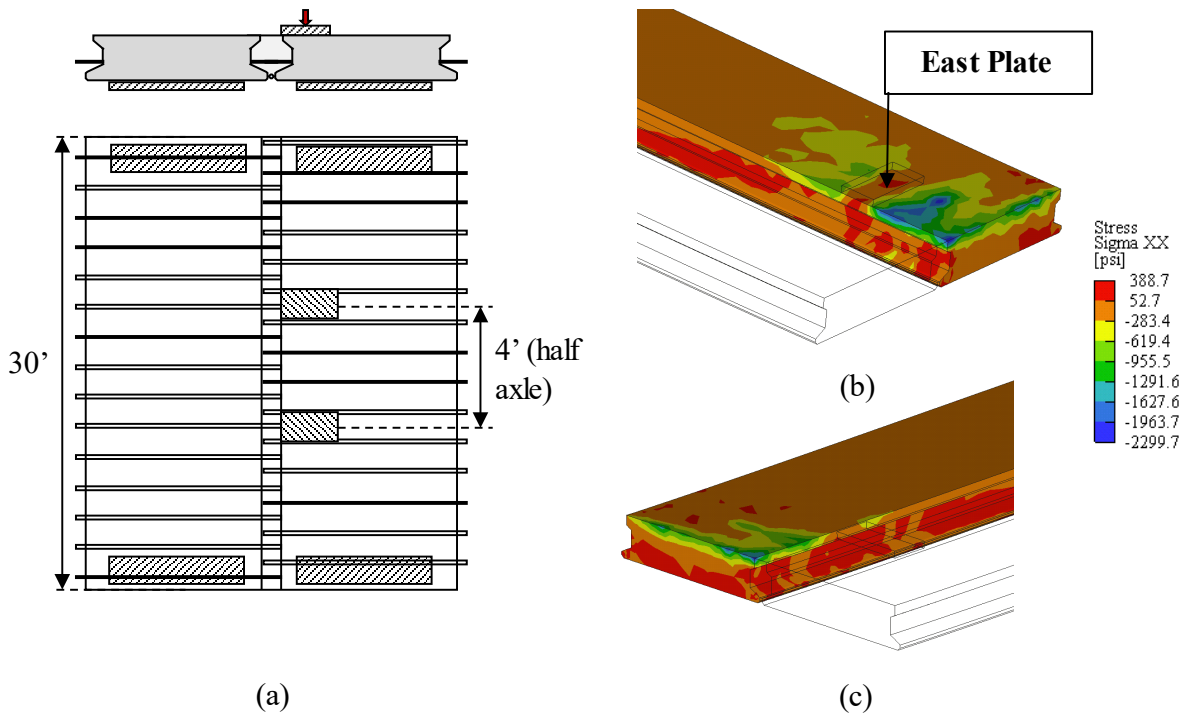 30’
4’ (half
axle)
(a)
East Plate
(b)
Stress
Sigma XX
[psi]
388.7
52.7
-283.4
-619.4
-955.5
-1291.6
-1627.6
-1963.7
-2299.7
(c)